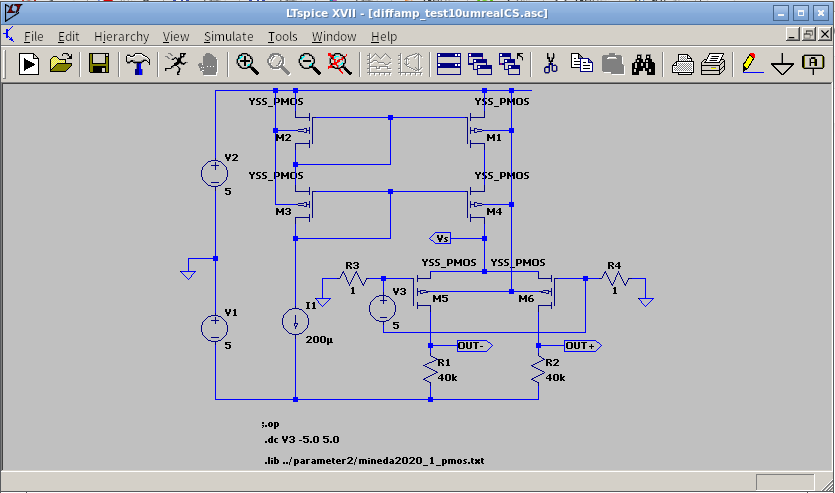 LTspice XVII - [diffamp_test10umrealCS.asc]
File Edit Hierarchy View Simulate Tools Window Help
YSS_PMOS YSS_PMOS
M2 M1
V2
5
YSS_PMOS YSS_PMOS
M3 M4
Vs
YSS_PMOS YSS_PMOS
R3 R4
1 1
V3 M5 M6
5
V1
5
I1
200µ
OUT- OUT+
R1 R2
40k 40k
;.op
.dc V3 -5.0 5.0
.lib ../parameter2/mineda2020_1_pmos.txt